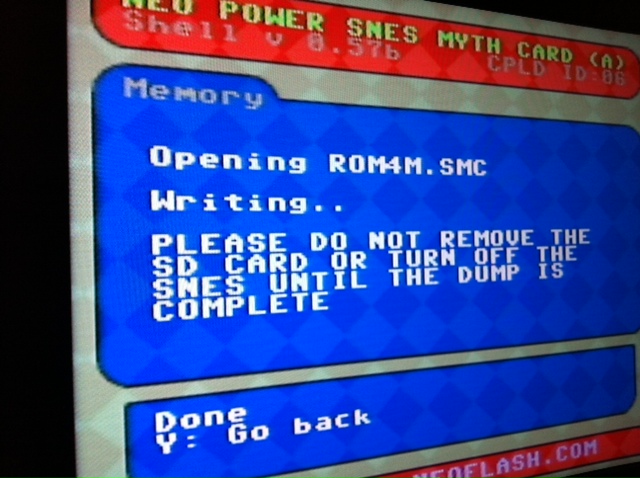 NEO POWER SNES MYTH CARD (A)
Shell v 0.57b
CPLD ID:06
Memory
Opening ROM4M.SMC
Writing..
PLEASE DO NOT REMOVE THE
SD CARD OR TURN OFF THE
SNES UNTIL THE DUMP IS
COMPLETE
Done
Y: Go back
NEOFLASH.COM